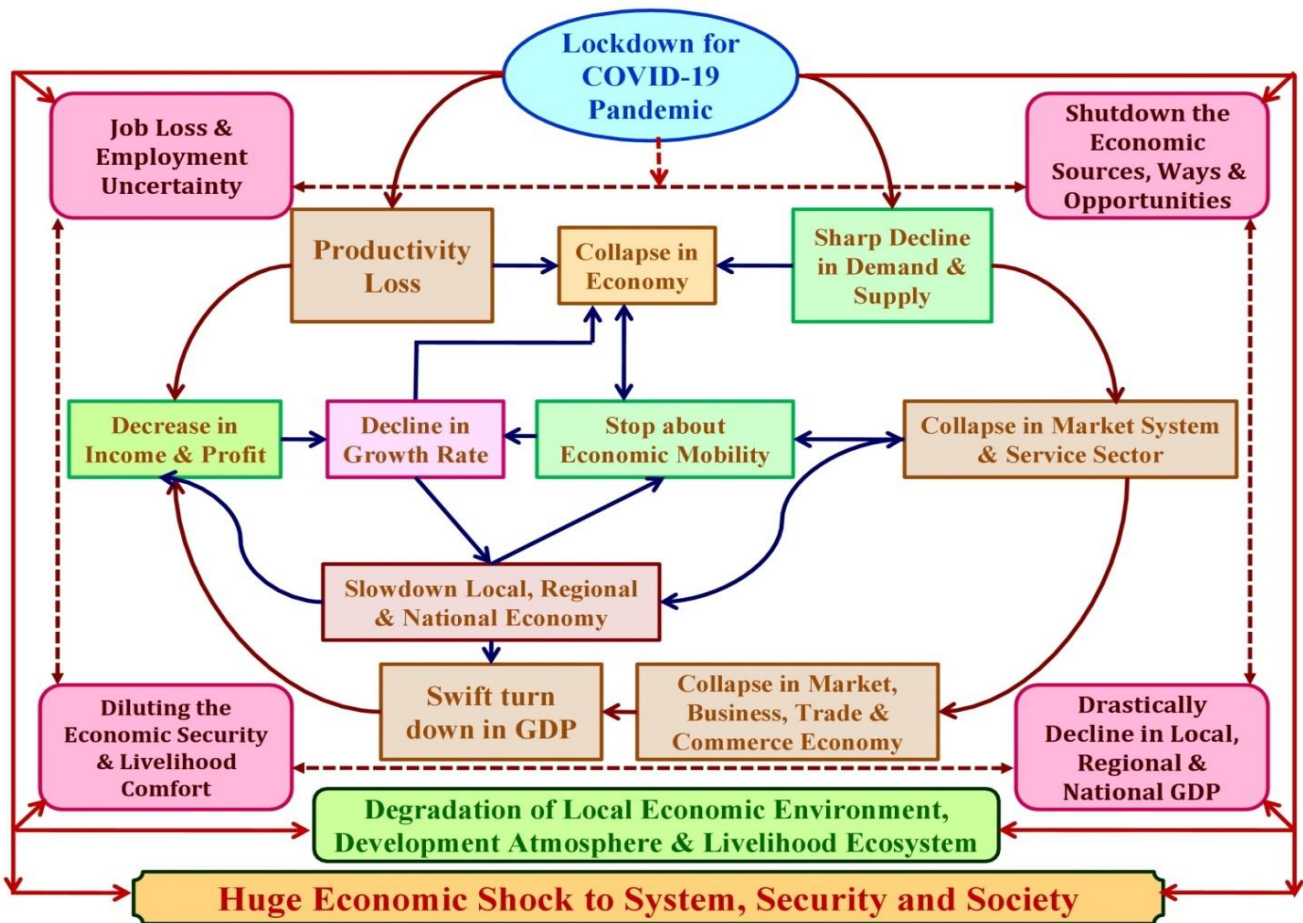 Lockdown for
COVID-19
Pandemic
Job Loss &
Employment
Uncertainty
Shutdown the
Economic
Sources, Ways &
Opportunities
Productivity
Loss
Collapse in
Economy
Sharp Decline
in Demand &
Supply
Decrease in
Income & Profit
Decline in
Growth Rate
Stop about
Economic Mobility
Collapse in Market System
& Service Sector
Slowdown Local, Regional
& National Economy
Swift turn
down in GDP
Collapse in Market,
Business, Trade &
Commerce Economy
Diluting the
Economic Security
& Livelihood
Comfort
Drastically
Decline in Local,
Regional &
National GDP
Degradation of Local Economic Environment,
Development Atmosphere & Livelihood Ecosystem
Huge Economic Shock to System, Security and Society